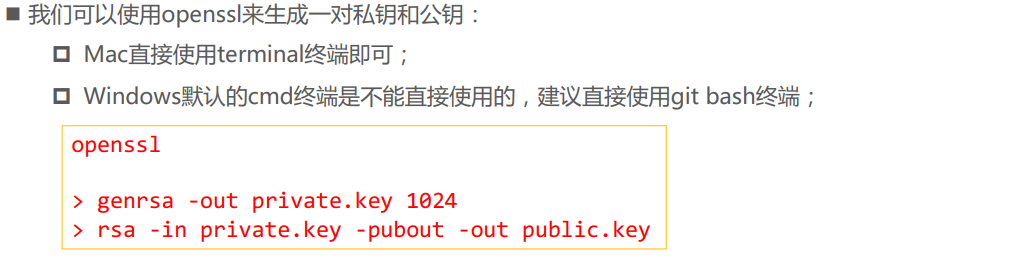 我们可以使用openssl来生成一对私钥和公钥：
Mac直接使用terminal终端即可；
Windows默认的cmd终端是不能直接使用的，建议直接使用git bash终端；
openssl
> genrsa -out private.key 1024
> rsa -in private.key -pubout -out public.key